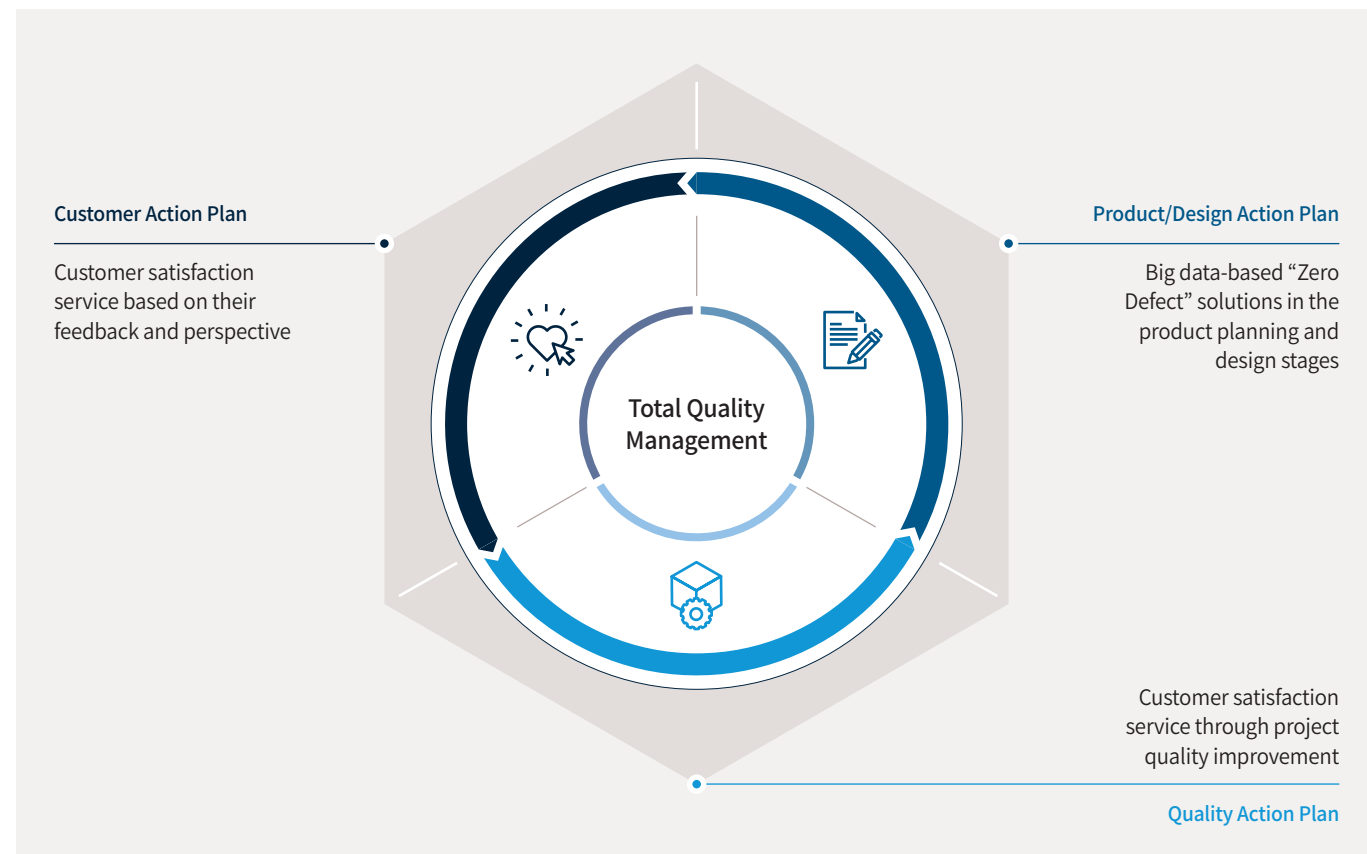 Customer Action Plan
Customer satisfaction
service based on their
feedback and perspective
Total Quality
Management
Product/Design Action Plan
Big data-based “Zero
Defect” solutions in the
product planning and
design stages
Customer satisfaction
service through project
quality improvement
Quality Action Plan